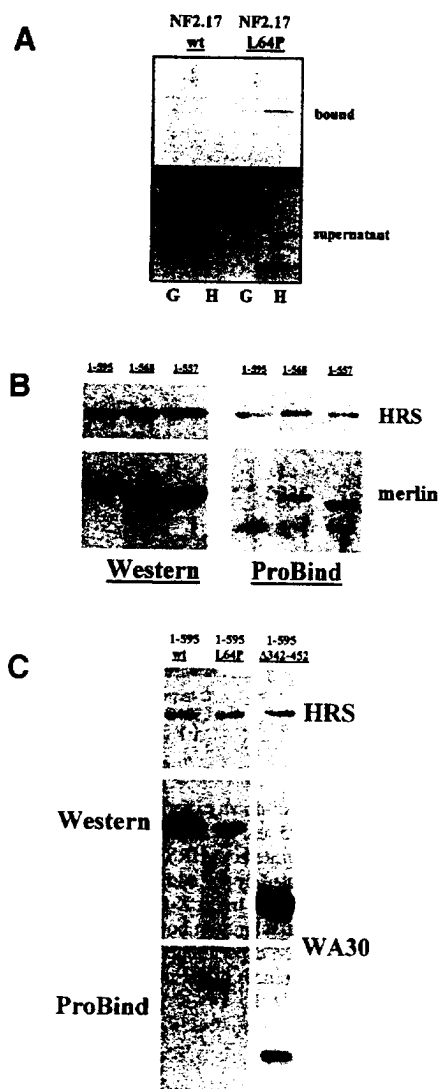 A
NF2.17 NF2.17
wt L64P
bound
supernatant
G H G H
B
1-595 1-568 1-557 1-595 1-568 1-557
HRS
merlin
Western ProBind
C
1-595 1-595 1-595
wt L64P Δ342-452
HRS
Western
WA30
ProBind